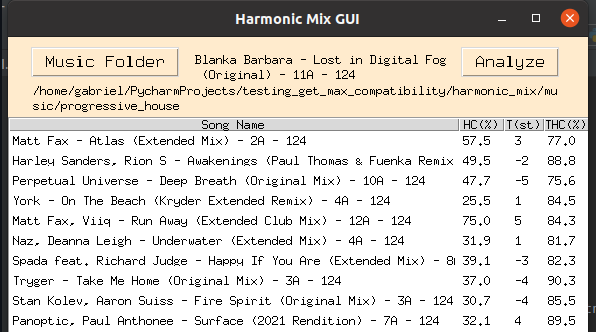 Harmonic Mix GUI
Music Folder
Blanka Barbara - Lost in Digital Fog
(Original) - 11A - 124
Analyze
/home/gabriel/PycharmProjects/testing_get_max_compatibility/harmonic_mix/mu
sic/progressive_house
Song Name HC(%) T(st) THC(%)
Matt Fax - Atlas (Extended Mix) - 2A - 124 57.5 3 77.0
Harley Sanders, Rion S - Awakenings (Paul Thomas & Fuenka Remix 49.5 -2 88.8
Perpetual Universe - Deep Breath (Original Mix) - 10A - 124 47.7 -5 75.6
York - On The Beach (Kryder Extended Remix) - 4A - 124 25.5 1 84.5
Matt Fax, Viiq - Run Away (Extended Club Mix) - 12A - 124 75.0 5 84.3
Naz, Deanna Leigh - Underwater (Extended Mix) - 4A - 124 31.9 1 81.7
Spada feat. Richard Judge - Happy If You Are (Extended Mix) - 8 39.1 -3 82.3
Tryger - Take Me Home (Original Mix) - 3A - 124 37.0 -4 90.3
Stan Kolev, Aaron Suiss - Fire Spirit (Original Mix) - 3A - 124 30.7 -4 85.5
Panoptic, Paul Anthonee - Surface (2021 Rendition) - 7A - 124 32.1 4 89.5